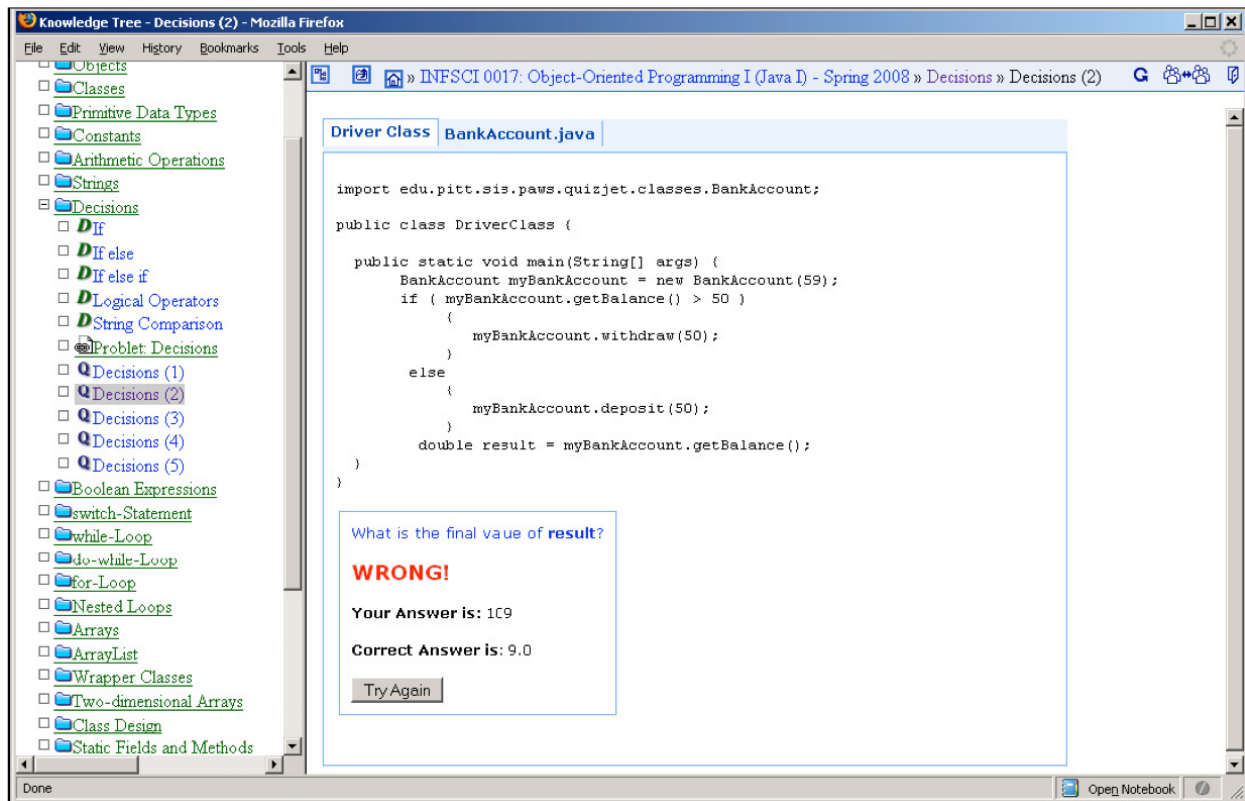 Knowledge Tree - Decisions (2) - Mozilla Firefox
File Edit View History Bookmarks Tools Help
Objects
Classes
Primitive Data Types
Constants
Arithmetic Operations
Strings
Decisions
D If
D If else
D If else if
D Logical Operators
D String Comparison
Problet: Decisions
Q Decisions (1)
Q Decisions (2)
Q Decisions (3)
Q Decisions (4)
Q Decisions (5)
Boolean Expressions
switch-Statement
while-Loop
do-while-Loop
for-Loop
Nested Loops
Arrays
ArrayList
Wrapper Classes
Two-dimensional Arrays
Class Design
Static Fields and Methods
» INFSCI 0017: Object-Oriented Programming I (Java I) - Spring 2008 » Decisions » Decisions (2) G
Driver Class BankAccount.java
import edu.pitt.sis.paws.quizjet.classes.BankAccount;
public class DriverClass {
public static void main(String[] args) {
BankAccount myBankAccount = new BankAccount(59);
if ( myBankAccount.getBalance() > 50 )
{
myBankAccount.withdraw(50);
}
else
{
myBankAccount.deposit(50);
}
double result = myBankAccount.getBalance();
}
}
What is the final vaue of result?
WRONG!
Your Answer is: 1C9
Correct Answer is: 9.0
Try Again
Done
Open Notebook